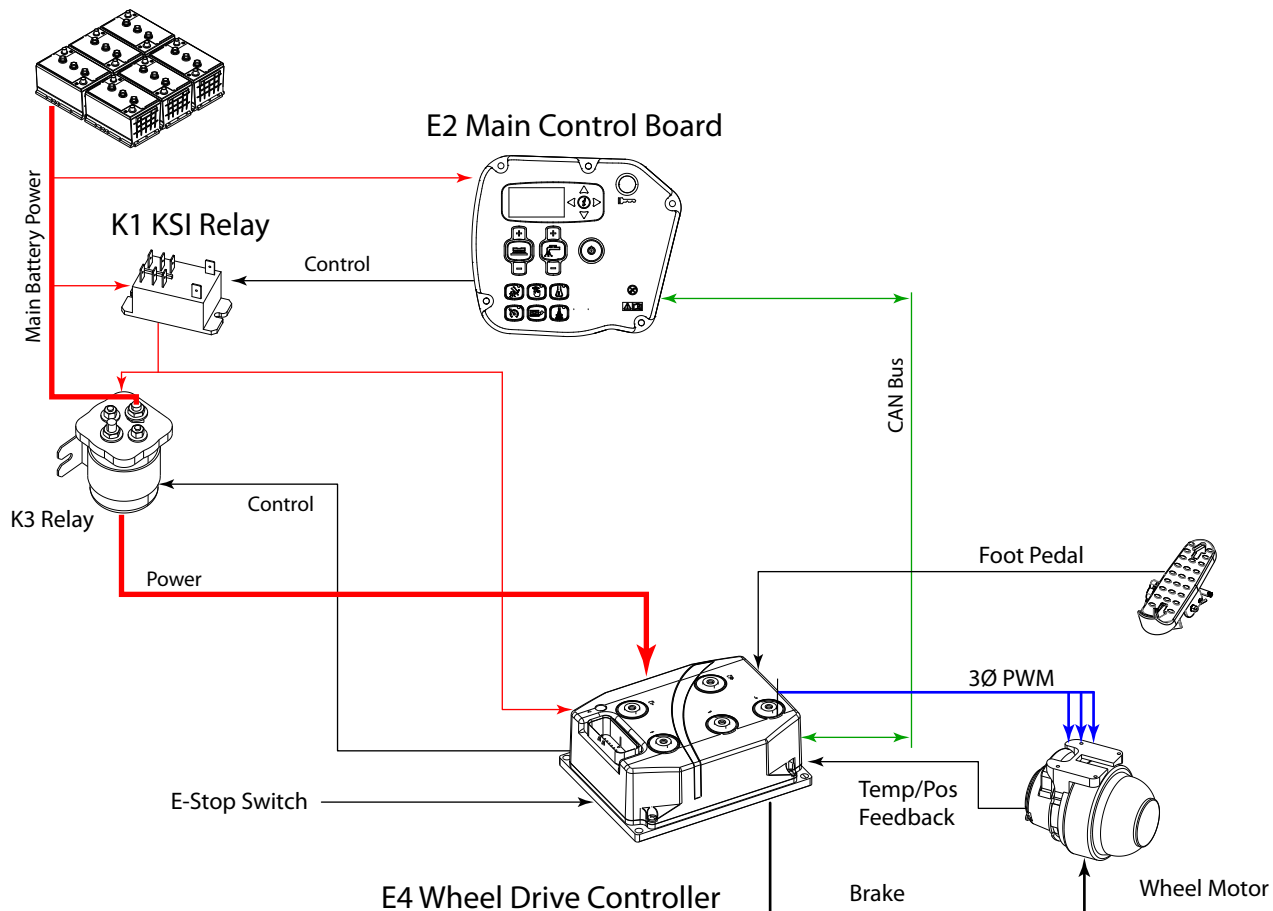 E2 Main Control Board
Main Battery Power
K1 KSI Relay
Control
CAN Bus
K3 Relay
Control
Power
Foot Pedal
3Ø PWM
E-Stop Switch
Temp/Pos
Feedback
E4 Wheel Drive Controller
Brake
Wheel Motor